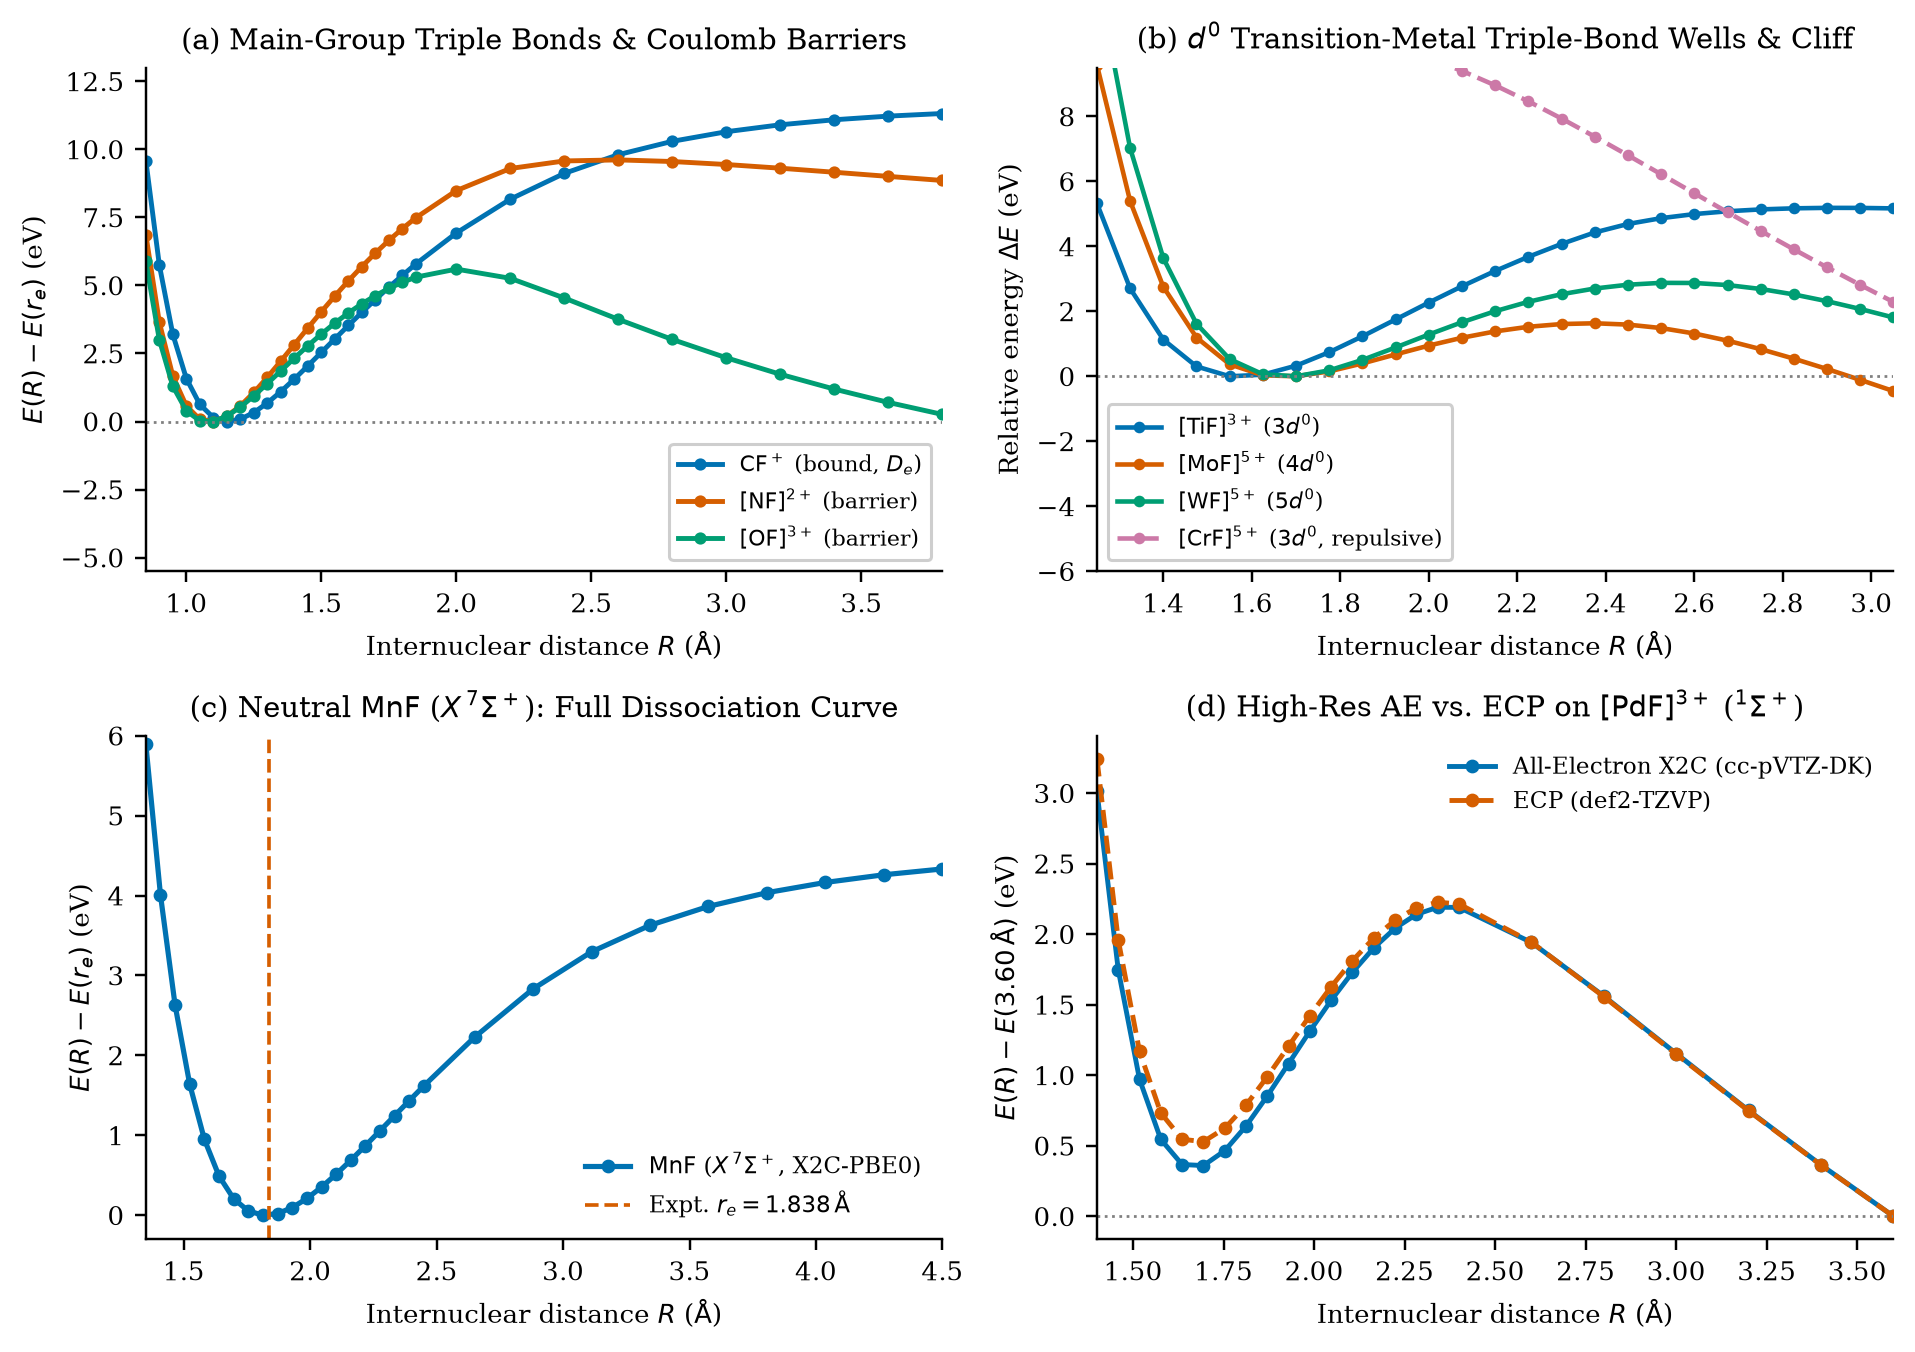 (a) Main-Group Triple Bonds & Coulomb Barriers
E(R) − E(rₑ) (eV)
12.5
10.0
7.5
5.0
2.5
0.0
−2.5
−5.0
CF⁺ (bound, Dₑ)
[NF]²⁺ (barrier)
[OF]³⁺ (barrier)
1.0 1.5 2.0 2.5 3.0 3.5
Internuclear distance R (Å)
(b) d⁰ Transition-Metal Triple-Bond Wells & Cliff
Relative energy ΔE (eV)
8
6
4
2
0
−2
−4
−6
[TiF]³⁺ (3d⁰)
[MoF]⁵⁺ (4d⁰)
[WF]⁵⁺ (5d⁰)
[CrF]⁵⁺ (3d⁰, repulsive)
1.4 1.6 1.8 2.0 2.2 2.4 2.6 2.8 3.0
Internuclear distance R (Å)
(c) Neutral MnF (X ⁷Σ⁺): Full Dissociation Curve
E(R) − E(rₑ) (eV)
6
5
4
3
2
1
0
MnF (X ⁷Σ⁺, X2C-PBE0)
Expt. rₑ = 1.838 Å
1.5 2.0 2.5 3.0 3.5 4.0 4.5
Internuclear distance R (Å)
(d) High-Res AE vs. ECP on [PdF]³⁺ (¹Σ⁺)
E(R) − E(3.60 Å) (eV)
3.0
2.5
2.0
1.5
1.0
0.5
0.0
All-Electron X2C (cc-pVTZ-DK)
ECP (def2-TZVP)
1.50 1.75 2.00 2.25 2.50 2.75 3.00 3.25 3.50
Internuclear distance R (Å)